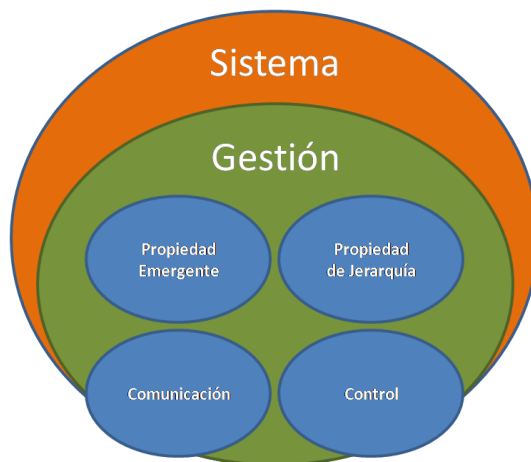 Sistema
Gestión
Propiedad
Emergente
Propiedad
de Jerarquía
Comunicación
Control